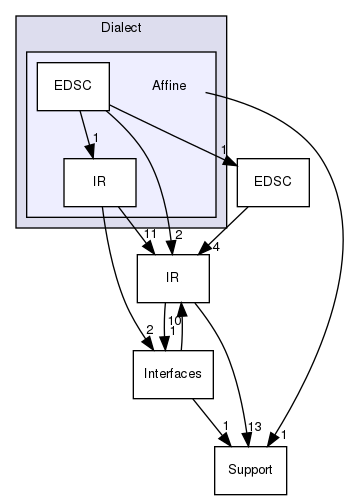 Dialect
EDSC
Affine
1
1
IR
EDSC
11
2
4
IR
2
10
1
Interfaces
1
13
1
Support